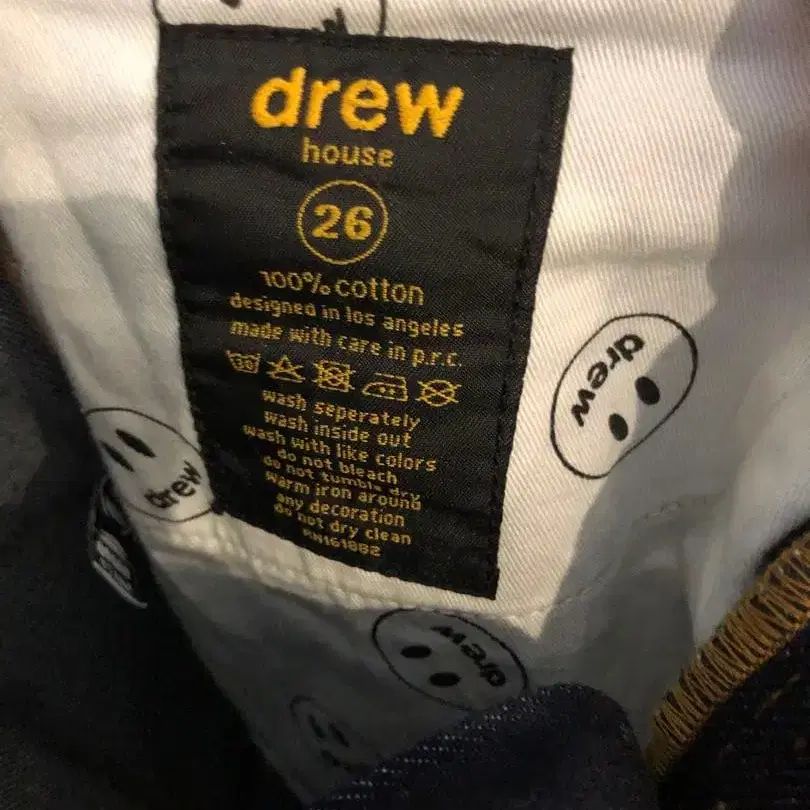 drew
house
26
100% cotton
designed in los angeles
made with care in p.r.c.
30
wash seperately
wash inside out
wash with like colors
do not bleach
do not tumble dry
warm iron around
any decoration
do not dry clean
drew
drew
drew